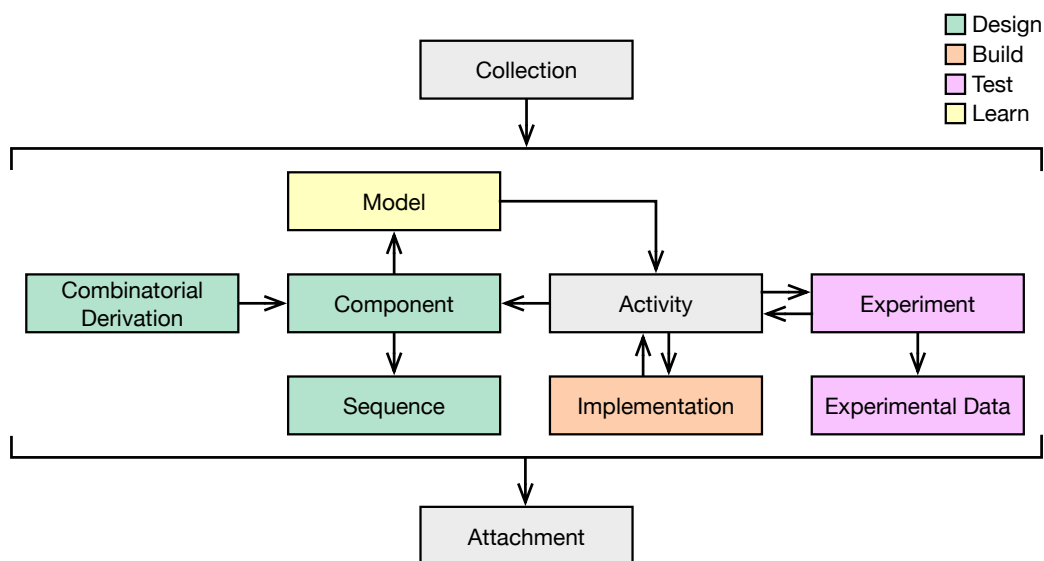 Design
Build
Test
Learn
Collection
Model
Combinatorial
Derivation
Component
Activity
Experiment
Sequence
Implementation
Experimental Data
Attachment